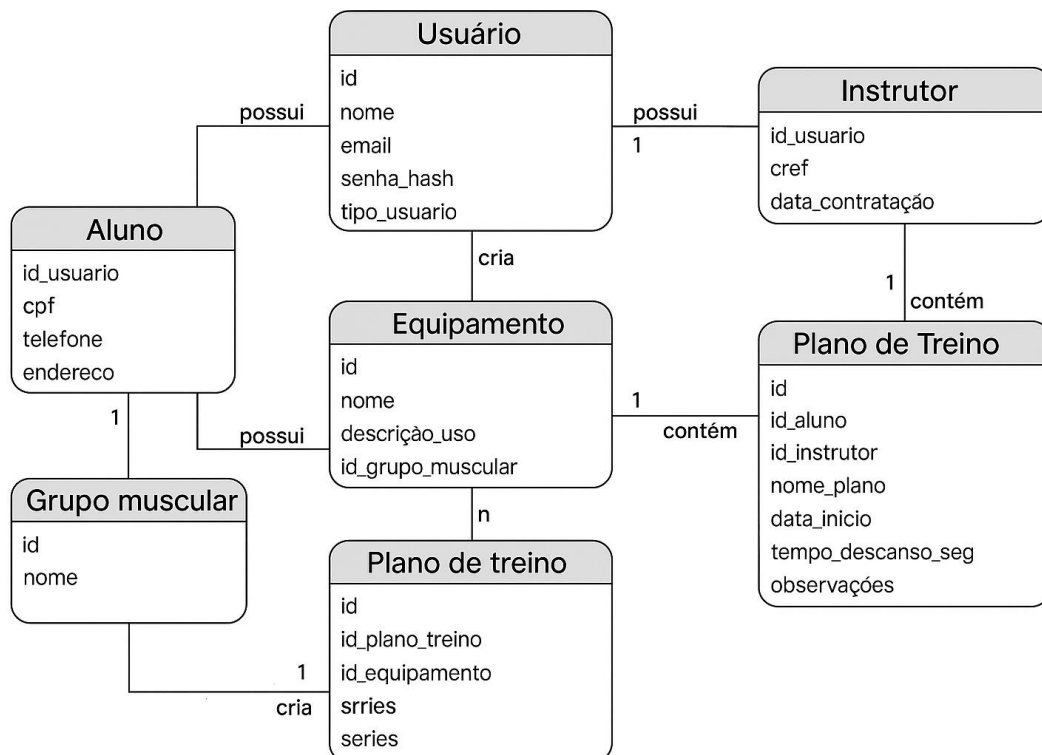 Usuário
id
nome
email
senha_hash
tipo_usuario
possui
possui
1
Instrutor
id_usuario
cref
data_contratação
Aluno
id_usuario
cpf
telefone
endereco
cria
1
contém
Equipamento
id
nome
descriçào_uso
id_grupo_muscular
1
contém
Plano de Treino
id
id_aluno
id_instrutor
nome_plano
data_inicio
tempo_descanso_seg
observaçóes
1
possui
Grupo muscular
id
nome
n
Plano de treino
id
id_plano_treino
id_equipamento
srries
series
1
cria